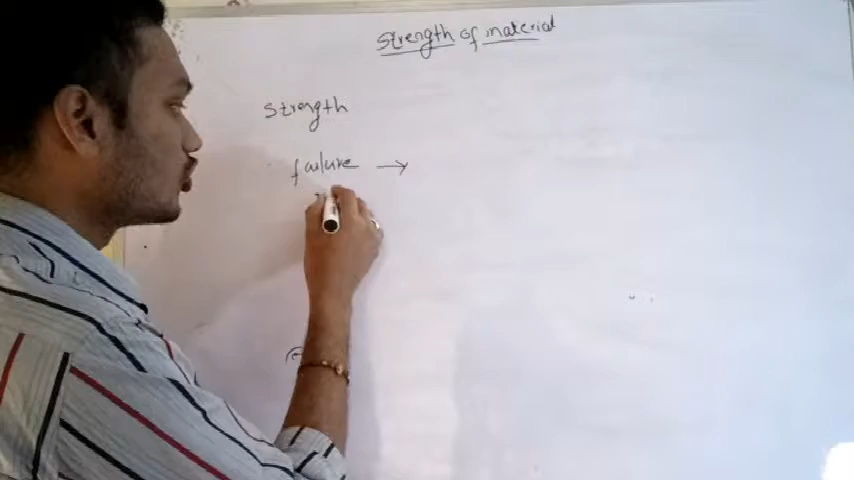 Strength of material
Strength
failure →